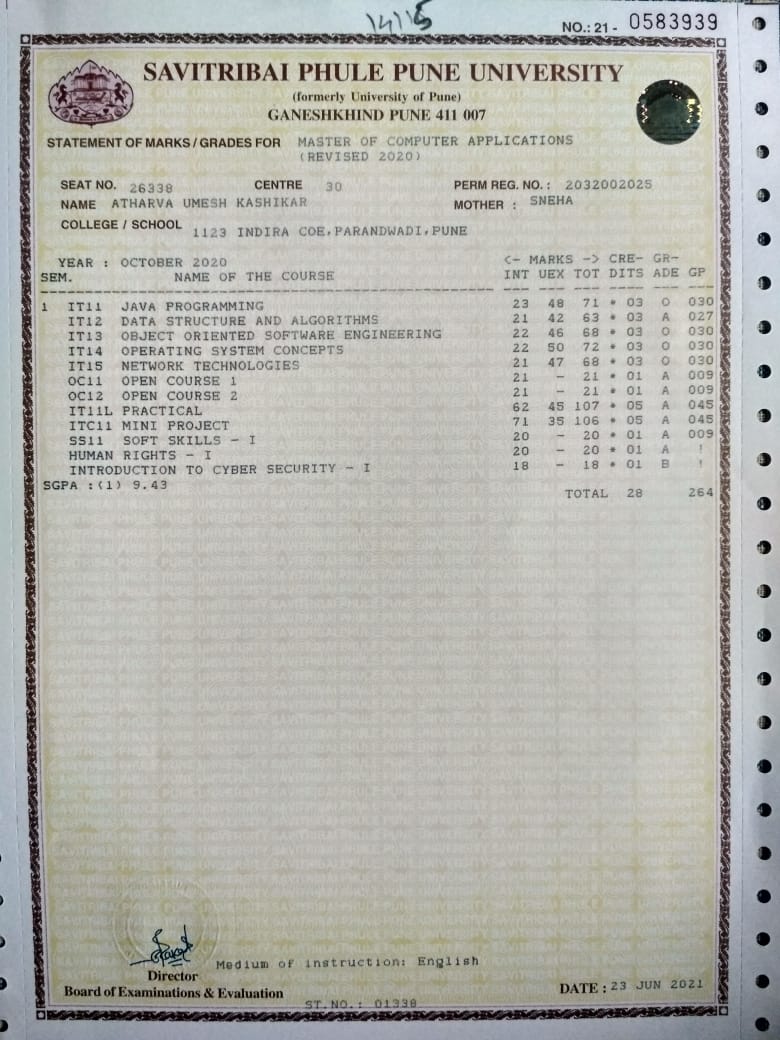 14115
NO.: 21 - 0583939
SAVITRIBAI PHULE PUNE UNIVERSITY
(formerly University of Pune)
GANESHKHIND PUNE 411 007
STATEMENT OF MARKS / GRADES FOR MASTER OF COMPUTER APPLICATIONS
(REVISED 2020)
SEAT NO. 26338 CENTRE 30 PERM REG. NO. : 2032002025
NAME ATHARVA UMESH KASHIKAR MOTHER : SNEHA
COLLEGE / SCHOOL 1123 INDIRA COE,PARANDWADI,PUNE
YEAR : OCTOBER 2020 <- MARKS -> CRE- GR-
SEM. NAME OF THE COURSE INT UEX TOT DITS ADE GP
1 IT11 JAVA PROGRAMMING 23 48 71 * 03 O 030
IT12 DATA STRUCTURE AND ALGORITHMS 21 42 63 * 03 A 027
IT13 OBJECT ORIENTED SOFTWARE ENGINEERING 22 46 68 * 03 O 030
IT14 OPERATING SYSTEM CONCEPTS 22 50 72 * 03 O 030
IT15 NETWORK TECHNOLOGIES 21 47 68 * 03 O 030
OC11 OPEN COURSE 1 21 - 21 * 01 A 009
OC12 OPEN COURSE 2 21 - 21 * 01 A 009
IT11L PRACTICAL 62 45 107 * 05 A 045
ITC11 MINI PROJECT 71 35 106 * 05 A 045
SS11 SOFT SKILLS - I 20 - 20 * 01 A 009
HUMAN RIGHTS - I 20 - 20 * 01 A !
INTRODUCTION TO CYBER SECURITY - I 18 - 18 * 01 B !
SGPA :(1) 9.43
TOTAL 28 264
Medium of instruction: English
Director
Board of Examinations & Evaluation
DATE : 23 JUN 2021
ST.NO.: 01338